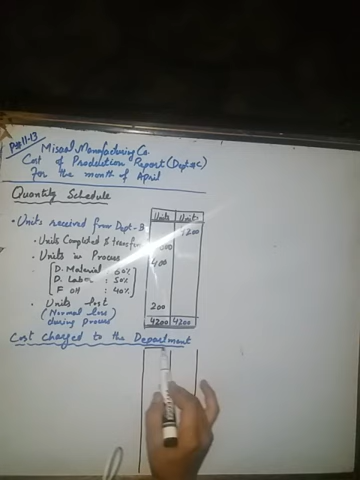 P#11-13
Misaal Manufacturing Co.
Cost of Production Report (Dept#C)
For the month of April
Quantity Schedule
Units Units
• Units received from Dept-B 4200
• Units Completed & transfer
• Units in Process 400
D. Material : 60%
D. Labor : 50%
F OH : 40%
• Units lost 200
(Normal loss)
during process 4200 4200
Cost Charged to the Department